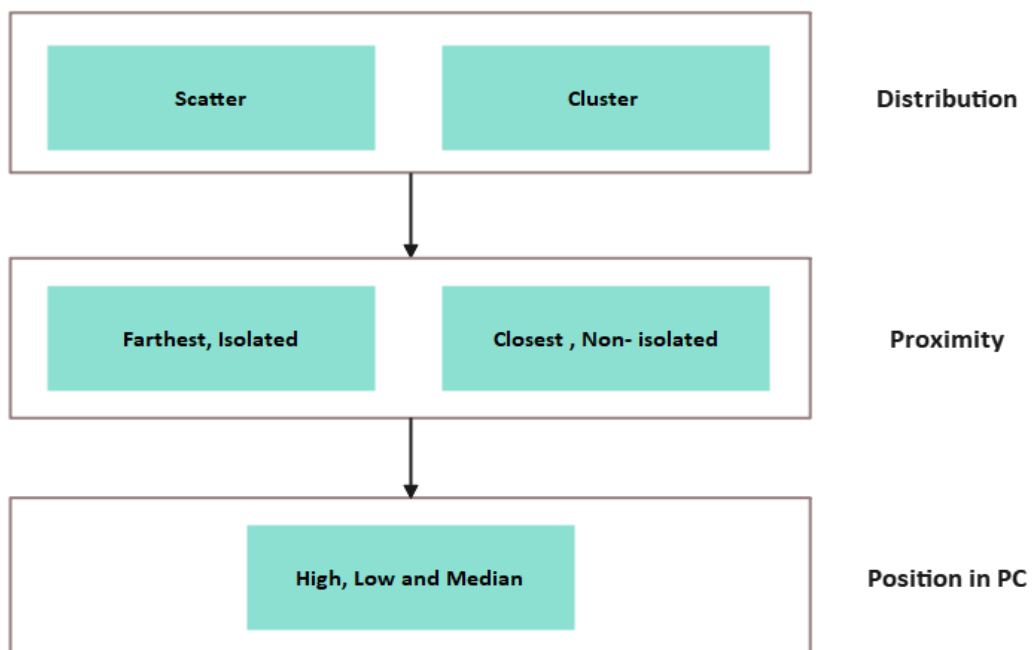 Scatter
Cluster
Distribution
Farthest, Isolated
Closest , Non- isolated
Proximity
High, Low and Median
Position in PC